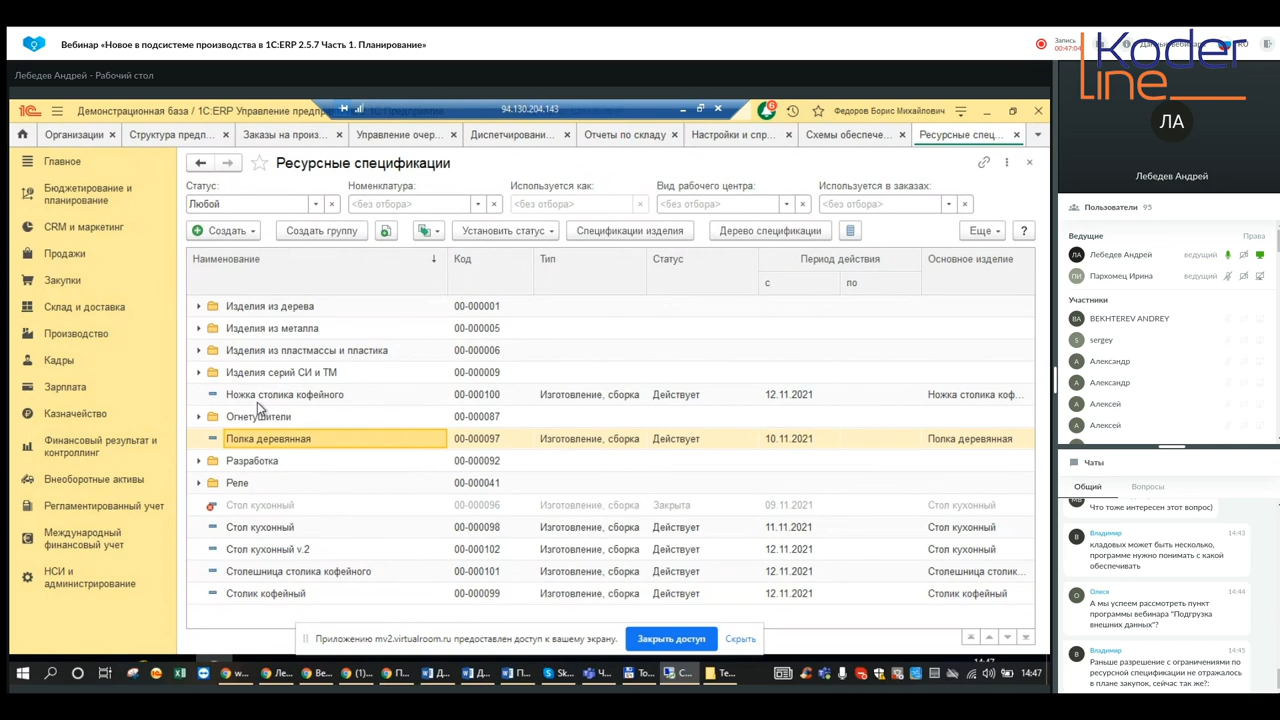 Вебинар «Новое в подсистеме производства в 1С:ERP 2.5.7 Часть 1. Планирование»
Запись
00:47:04
Koder
line
Лебедев Андрей - Рабочий стол
94.130.204.143
Демонстрационная база / 1С:ERP Управление предпр
Федоров Борис Михайлович
Организации
Структура предп...
Заказы на произ...
Управление очер...
Диспетчировани...
Отчеты по складу
Настройки и спр...
Схемы обеспече...
Ресурсные спец...
Главное
Бюджетирование и
планирование
CRM и маркетинг
Продажи
Закупки
Склад и доставка
Производство
Кадры
Зарплата
Казначейство
Финансовый результат и
контроллинг
Внеоборотные активы
Регламентированный учет
Международный
финансовый учет
НСИ и
администрирование
Ресурсные спецификации
Статус:
Номенклатура:
Используется как:
Вид рабочего центра:
Используется в заказах:
Любой
<без отбора>
<без отбора>
<без отбора>
<без отбора>
Создать
Создать группу
Установить статус
Спецификации изделия
Дерево спецификации
Еще
?
Наименование
Код
Тип
Статус
Период действия
Основное изделие
с
по
Изделия из дерева 00-000001
Изделия из металла 00-000005
Изделия из пластмассы и пластика 00-000006
Изделия серий СИ и ТМ 00-000009
Ножка столика кофейного 00-000100 Изготовление, сборка Действует 12.11.2021 Ножка столика коф...
Огнетушители 00-000087
Полка деревянная 00-000097 Изготовление, сборка Действует 10.11.2021 Полка деревянная
Разработка 00-000092
Реле 00-000041
Стол кухонный 00-000096 Изготовление, сборка Закрыта 09.11.2021 Стол кухонный
Стол кухонный 00-000098 Изготовление, сборка Действует 11.11.2021 Стол кухонный
Стол кухонный v.2 00-000102 Изготовление, сборка Действует 12.11.2021 Стол кухонный
Столешница столика кофейного 00-000101 Изготовление, сборка Действует 12.11.2021 Столешница столик...
Столик кофейный 00-000099 Изготовление, сборка Действует 12.11.2021 Столик кофейный
Приложению mv2.virtualroom.ru предоставлен доступ к вашему экрану.
Закрыть доступ
Скрыть
14:47
ЛА
Лебедев Андрей
Пользователи 95
Ведущие
Права
ЛА Лебедев Андрей ведущий
ПИ Пархомец Ирина ведущий
Участники
BA BEKHTEREV ANDREY
S sergey
А Александр
А Александр
А Алексей
А Алексей
Чаты
Общий
Вопросы
Что тоже интересен этот вопрос)
В Владимир 14:43
кладовых может быть несколько,
программе нужно понимать с какой
обеспечивать
О Олеся 14:44
А мы успеем рассмотреть пункт
программы вебинара "Подгрузка
внешних данных"?
В Владимир 14:45
Раньше разрешение с ограничениями по
ресурсной спецификации не отражалось
в плане закупок, сейчас так же?: